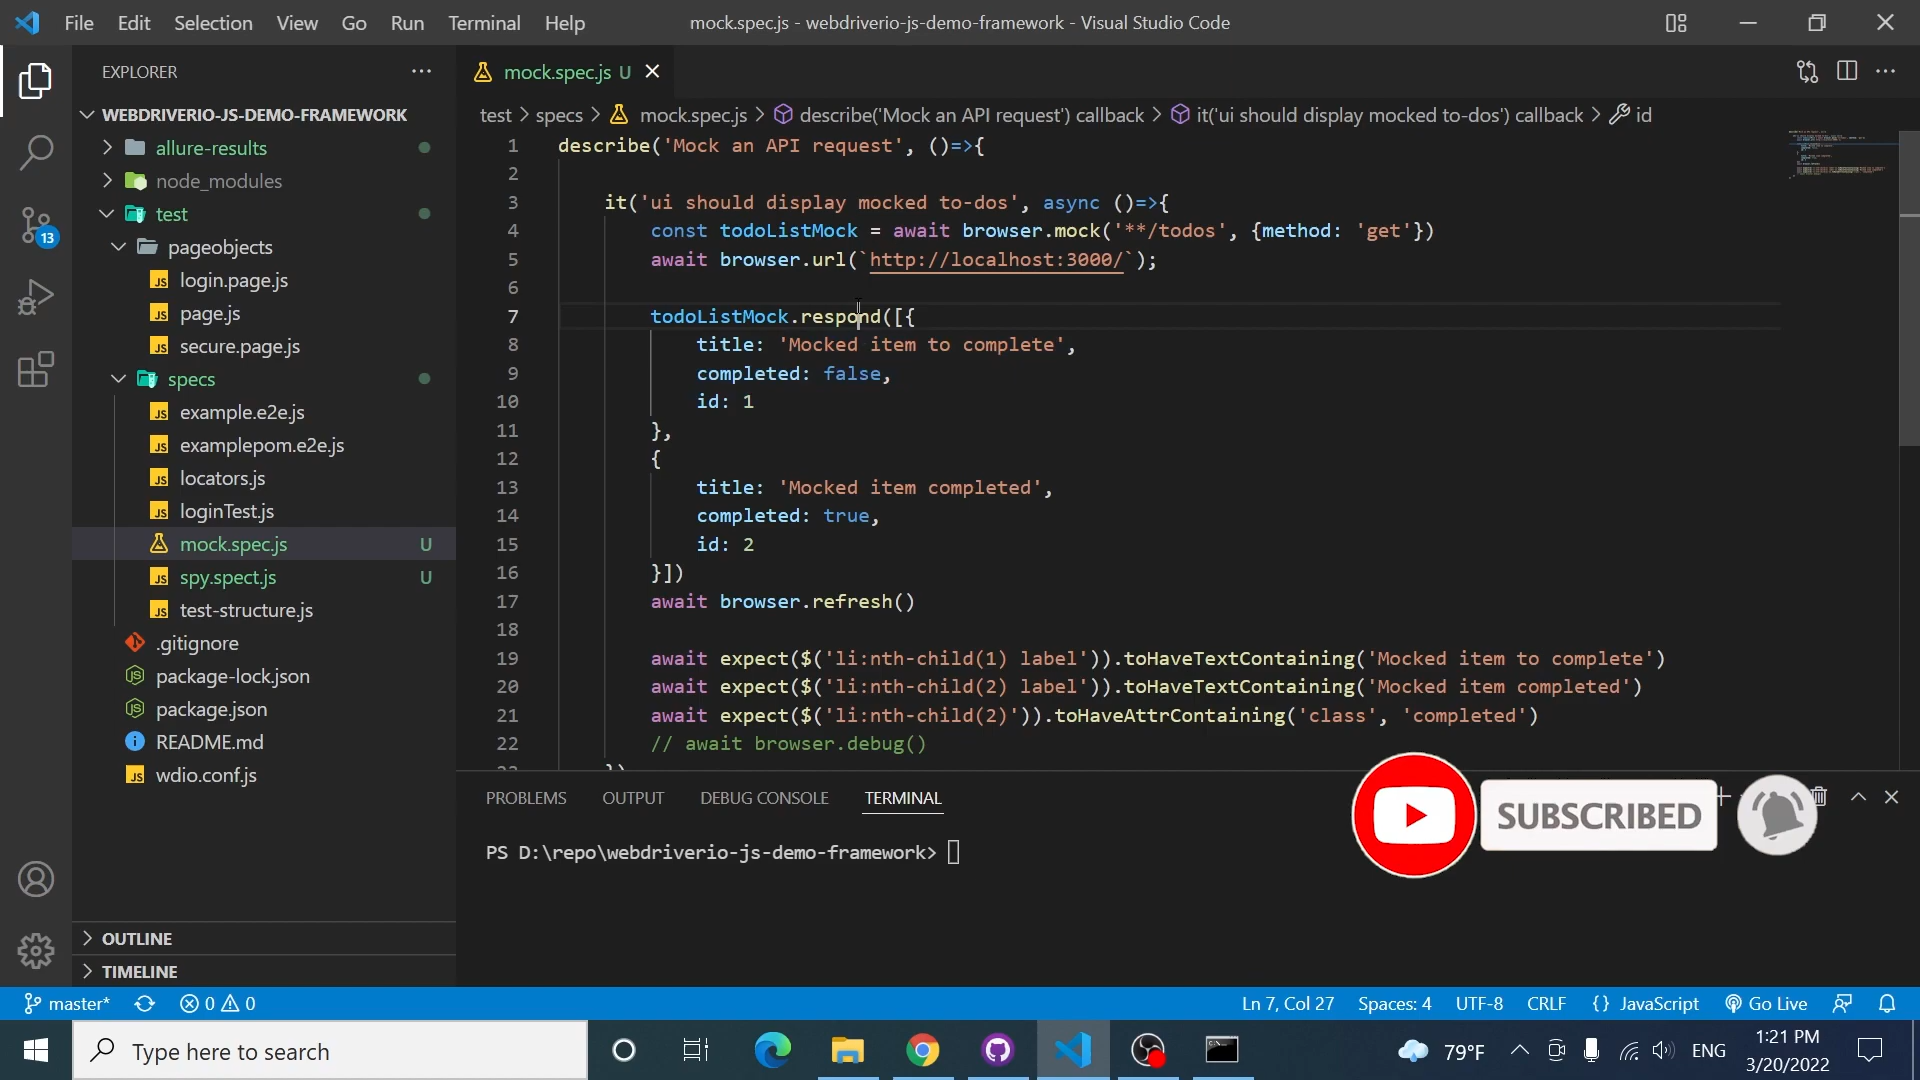 File Edit Selection View Go Run Terminal Help
mock.spec.js - webdriverio-js-demo-framework - Visual Studio Code
EXPLORER
WEBDRIVERIO-JS-DEMO-FRAMEWORK
allure-results
node_modules
test
pageobjects
JS login.page.js
JS page.js
JS secure.page.js
specs
JS example.e2e.js
JS examplepom.e2e.js
JS locators.js
JS loginTest.js
mock.spec.js U
JS spy.spect.js U
JS test-structure.js
.gitignore
package-lock.json
package.json
README.md
JS wdio.conf.js
OUTLINE
TIMELINE
13
mock.spec.js U
test > specs > mock.spec.js > describe('Mock an API request') callback > it('ui should display mocked to-dos') callback > id
1 describe('Mock an API request', ()=>{
2
3 it('ui should display mocked to-dos', async ()=>{
4 const todoListMock = await browser.mock('**/todos', {method: 'get'})
5 await browser.url(`http://localhost:3000/`);
6
7 todoListMock.respond([{
8 title: 'Mocked item to complete',
9 completed: false,
10 id: 1
11 },
12 {
13 title: 'Mocked item completed',
14 completed: true,
15 id: 2
16 }])
17 await browser.refresh()
18
19 await expect($('li:nth-child(1) label')).toHaveTextContaining('Mocked item to complete')
20 await expect($('li:nth-child(2) label')).toHaveTextContaining('Mocked item completed')
21 await expect($('li:nth-child(2)')).toHaveAttrContaining('class', 'completed')
22 // await browser.debug()
PROBLEMS OUTPUT DEBUG CONSOLE TERMINAL
PS D:\repo\webdriverio-js-demo-framework>
SUBSCRIBED
master* 0 0
Ln 7, Col 27 Spaces: 4 UTF-8 CRLF {} JavaScript Go Live
Type here to search
79°F
ENG
1:21 PM
3/20/2022